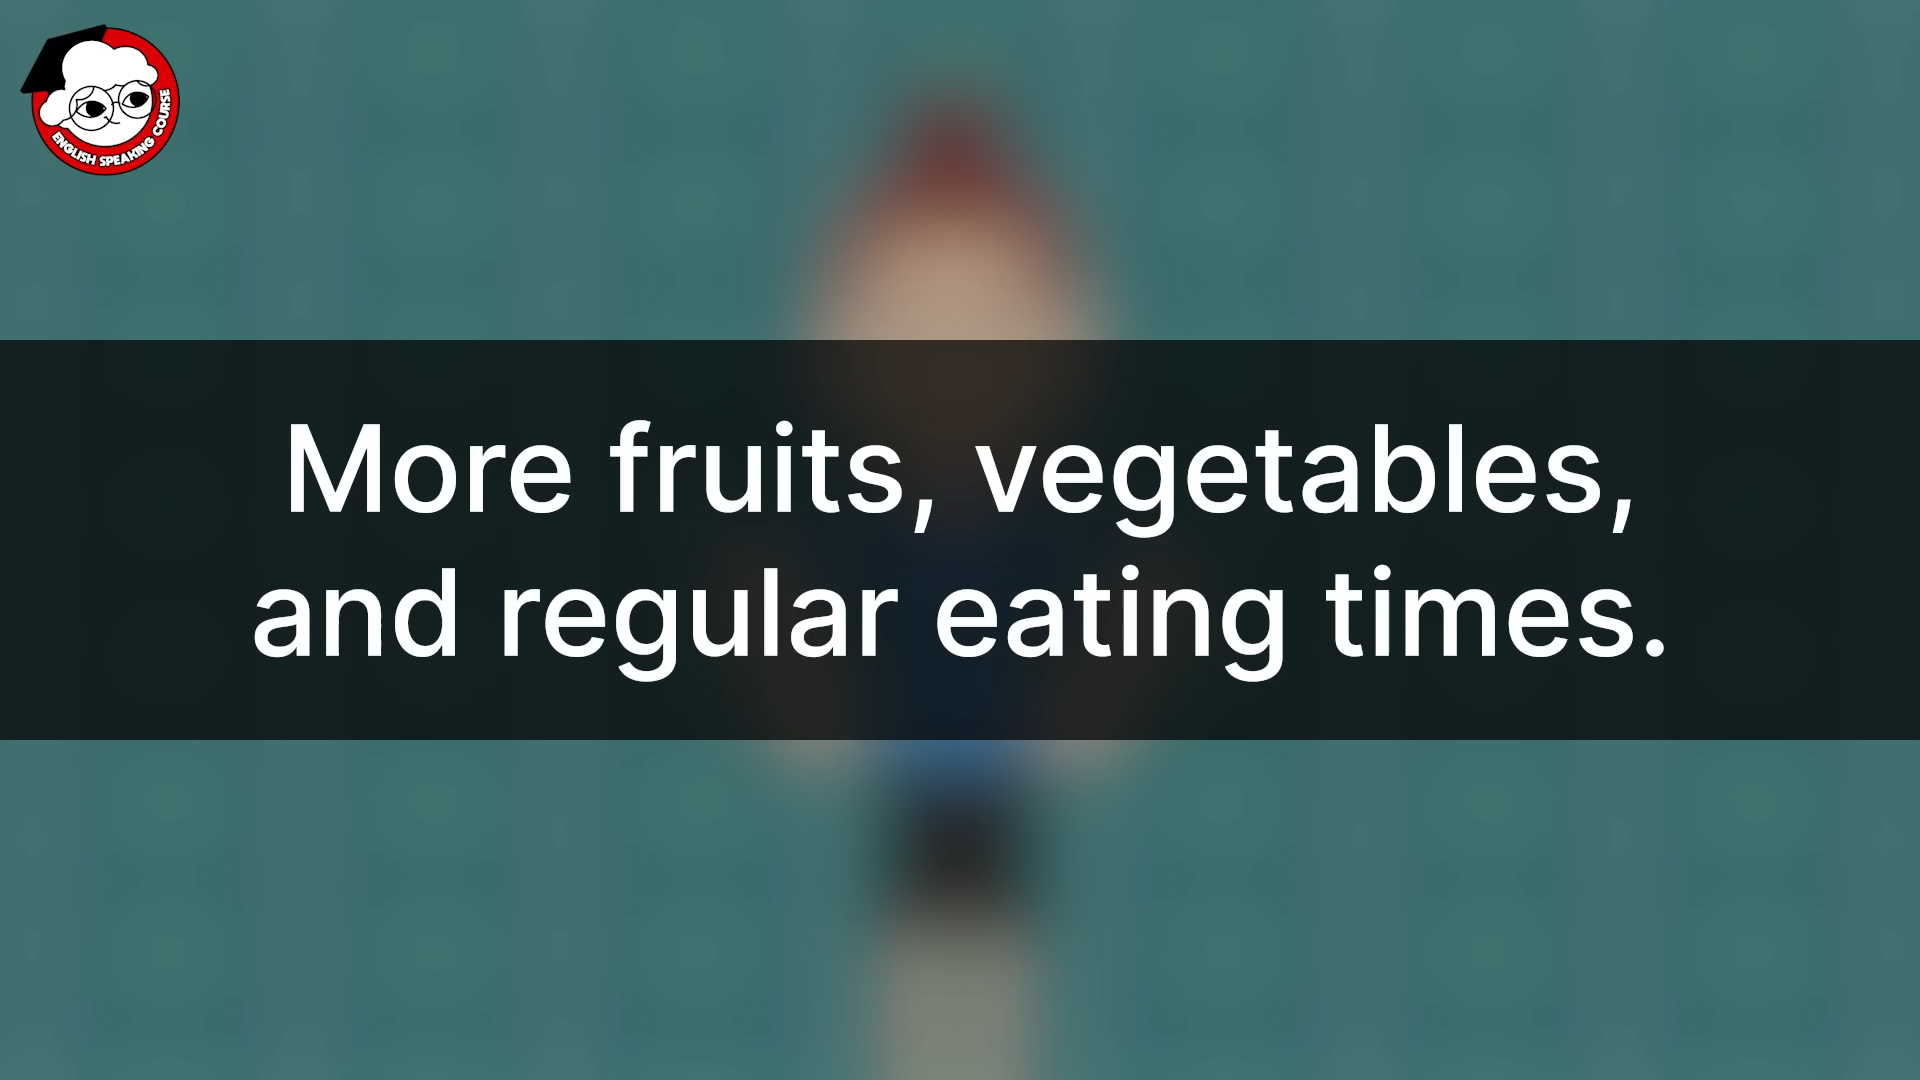 ENGLISH SPEAKING COURSE
More fruits, vegetables,
and regular eating times.